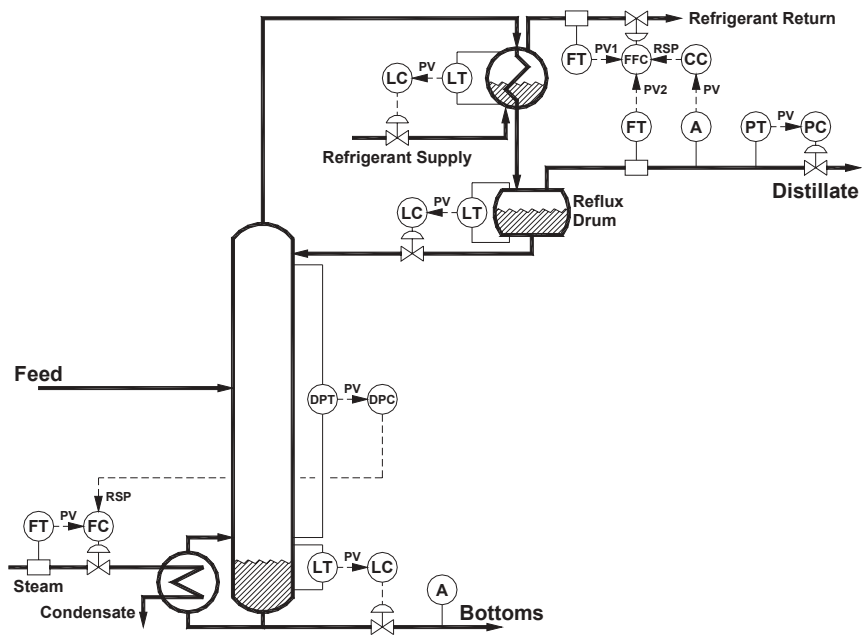 Refrigerant Return
FT PV1 FFC RSP CC
LC PV LT
PV2 PV
FT A PT PV PC
Refrigerant Supply
Distillate
LC PV LT Reflux
Drum
Feed
DPT PV DPC
RSP
FT PV FC
LT PV LC
Steam
A
Condensate
Bottoms